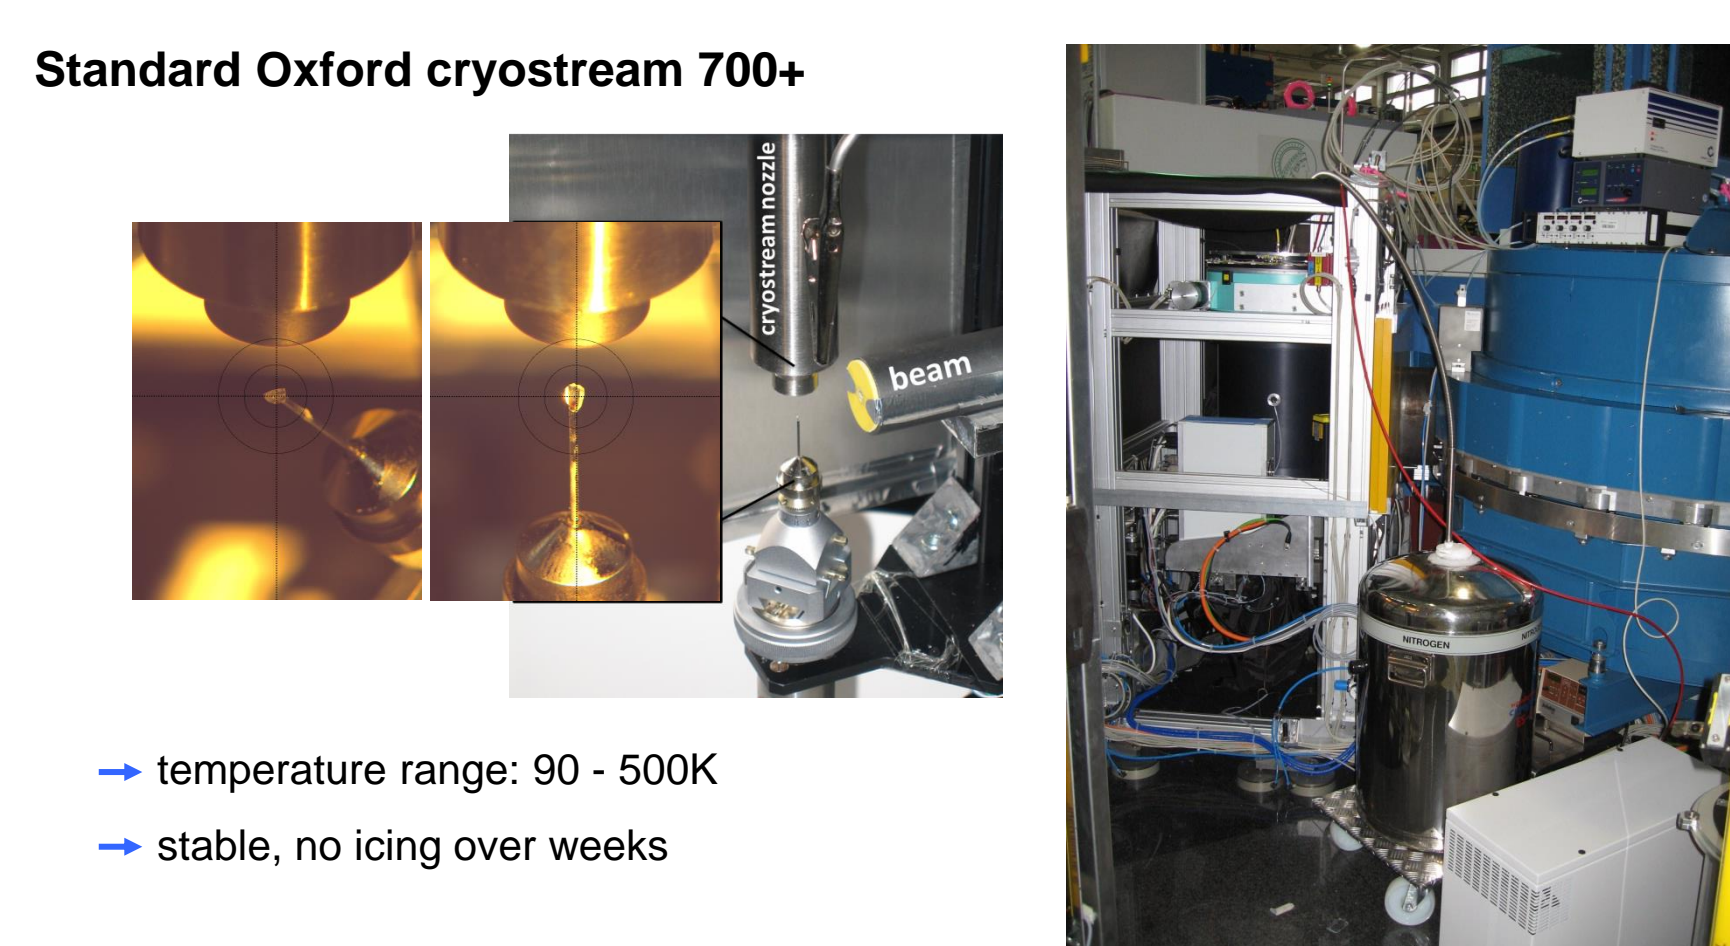 Standard Oxford cryostream 700+
cryostream nozzle
beam
NITROGEN
temperature range: 90 - 500K
stable, no icing over weeks